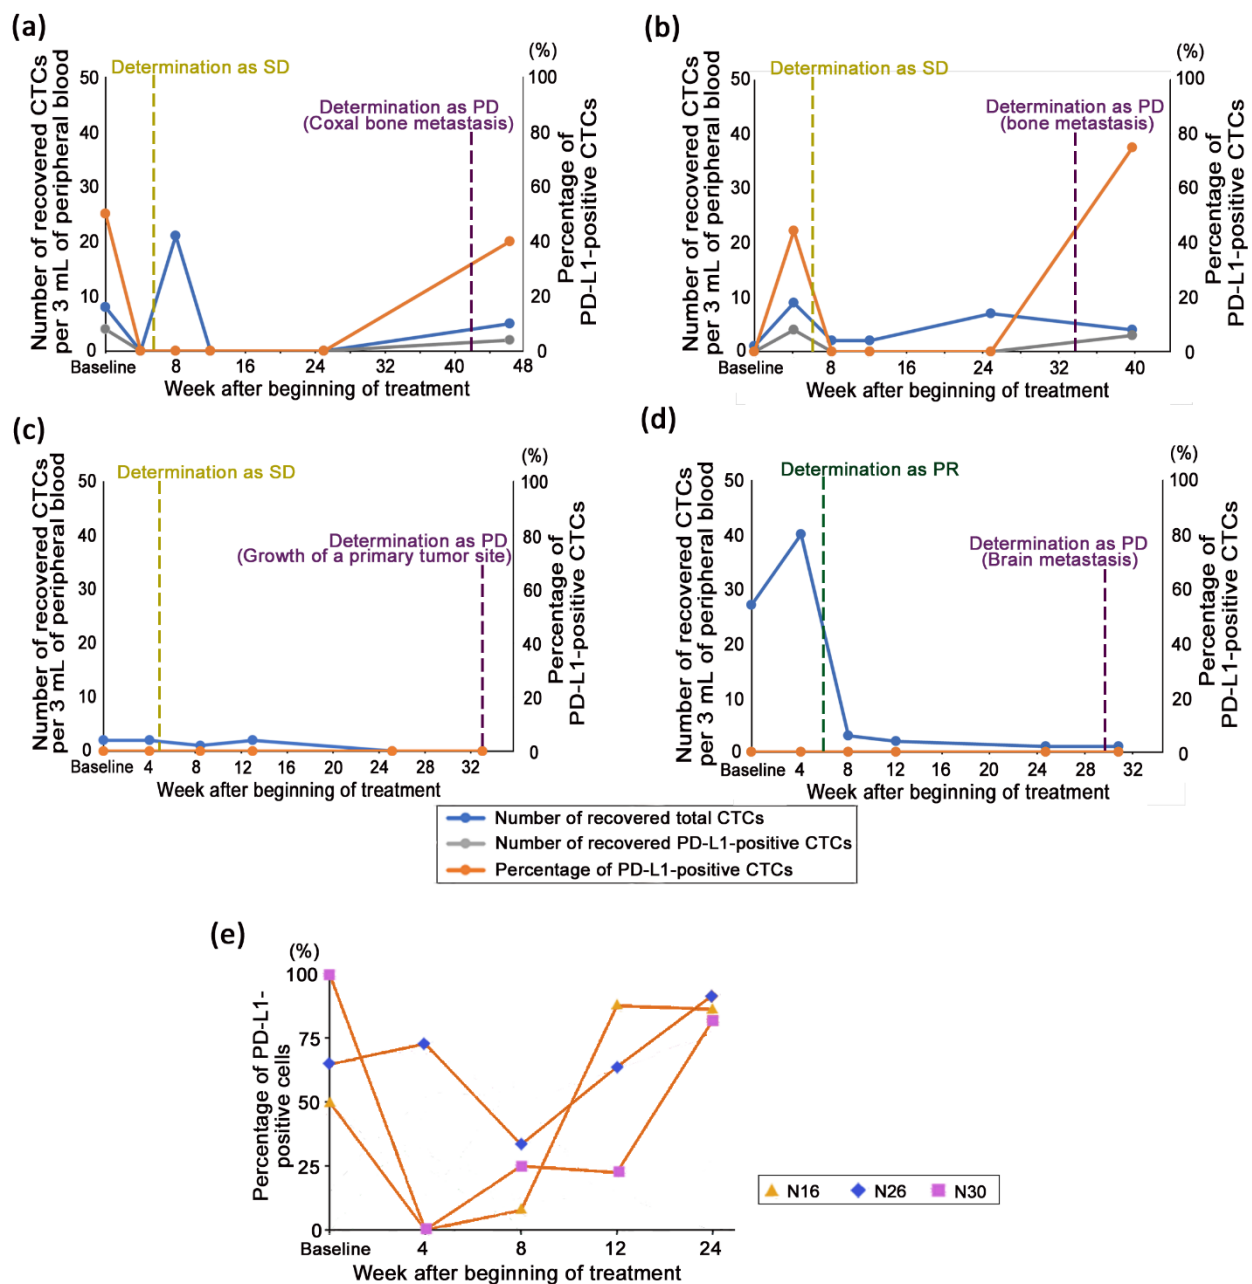 (a)
(%)
Determination as SD
Determination as PD
(Coxal bone metastasis)
Number of recovered CTCs
per 3 mL of peripheral blood
50
40
30
20
10
0
100
80
60
40
20
0
Percentage of
PD-L1-positive CTCs
Baseline 8 16 24 32 40 48
Week after beginning of treatment
(b)
(%)
Determination as SD
Determination as PD
(bone metastasis)
Number of recovered CTCs
per 3 mL of peripheral blood
50
40
30
20
10
0
100
80
60
40
20
0
Percentage of
PD-L1-positive CTCs
Baseline 8 16 24 32 40
Week after beginning of treatment
(c)
(%)
Determination as SD
Determination as PD
(Growth of a primary tumor site)
Number of recovered CTCs
per 3 mL of peripheral blood
50
40
30
20
10
0
100
80
60
40
20
0
Percentage of
PD-L1-positive CTCs
Baseline 4 8 12 16 20 24 28 32
Week after beginning of treatment
(d)
(%)
Determination as PR
Determination as PD
(Brain metastasis)
Number of recovered CTCs
per 3 mL of peripheral blood
50
40
30
20
10
0
100
80
60
40
20
0
Percentage of
PD-L1-positive CTCs
Baseline 4 8 12 16 20 24 28 32
Week after beginning of treatment
Number of recovered total CTCs
Number of recovered PD-L1-positive CTCs
Percentage of PD-L1-positive CTCs
(e)
(%)
Percentage of PD-L1-
positive cells
100
75
50
25
0
Baseline 4 8 12 24
Week after beginning of treatment
N16 N26 N30